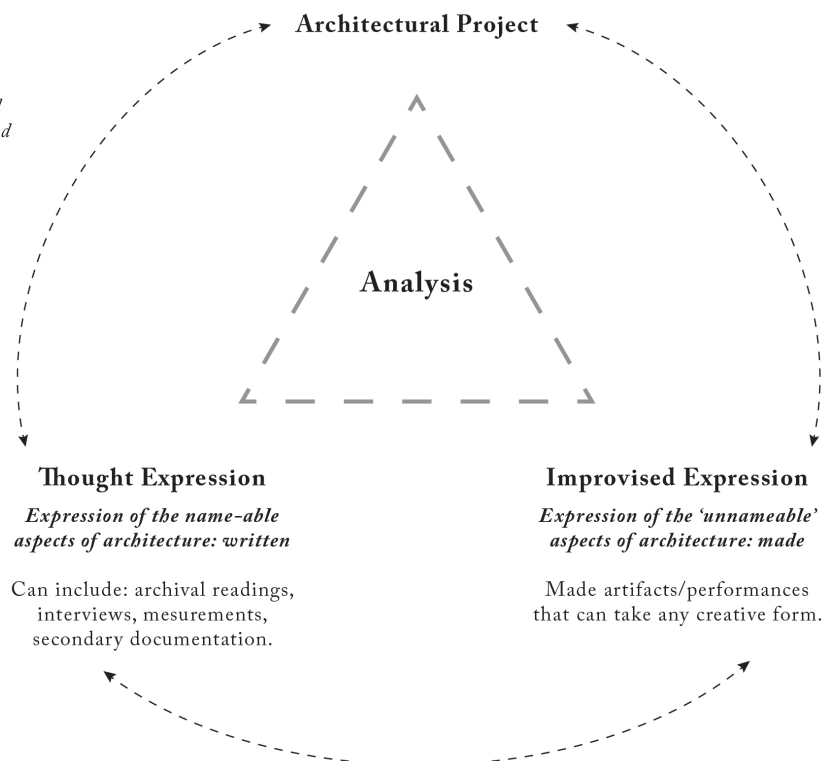 Architectural Project
d
Analysis
Thought Expression
Expression of the name-able
aspects of architecture: written
Can include: archival readings,
interviews, mesurements,
secondary documentation.
Improvised Expression
Expression of the ‘unnameable’
aspects of architecture: made
Made artifacts/performances
that can take any creative form.